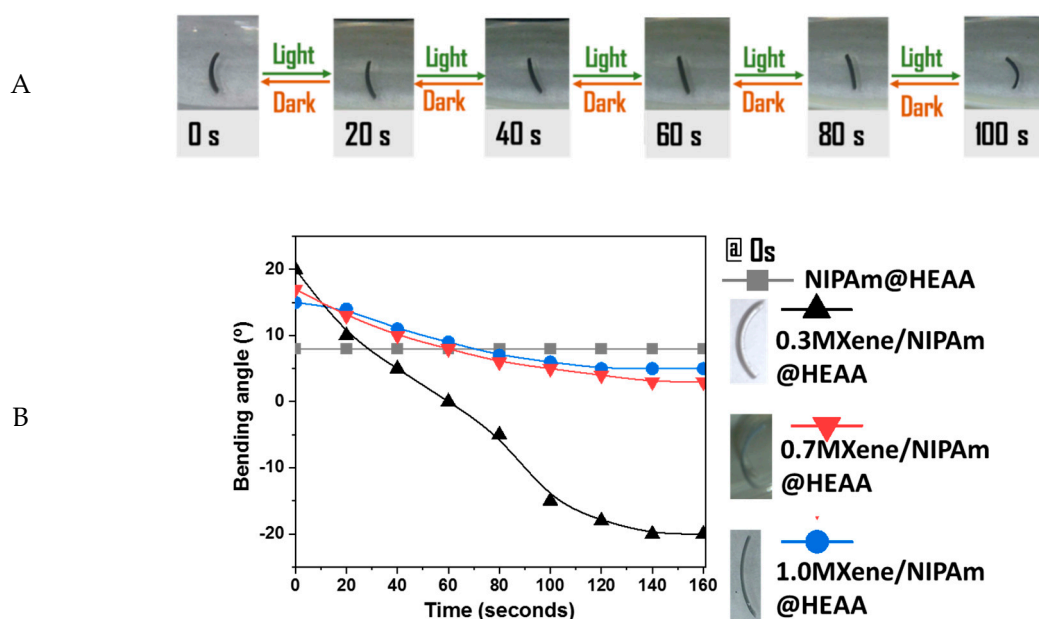 A
Light Light Light Light Light
Dark Dark Dark Dark Dark
0 s 20 s 40 s 60 s 80 s 100 s
B
Bending angle (º)
20
10
0
-10
-20
0 20 40 60 80 100 120 140 160
Time (seconds)
@ 0s
NIPAm@HEAA
0.3MXene/NIPAm
@HEAA
0.7MXene/NIPAm
@HEAA
1.0MXene/NIPAm
@HEAA